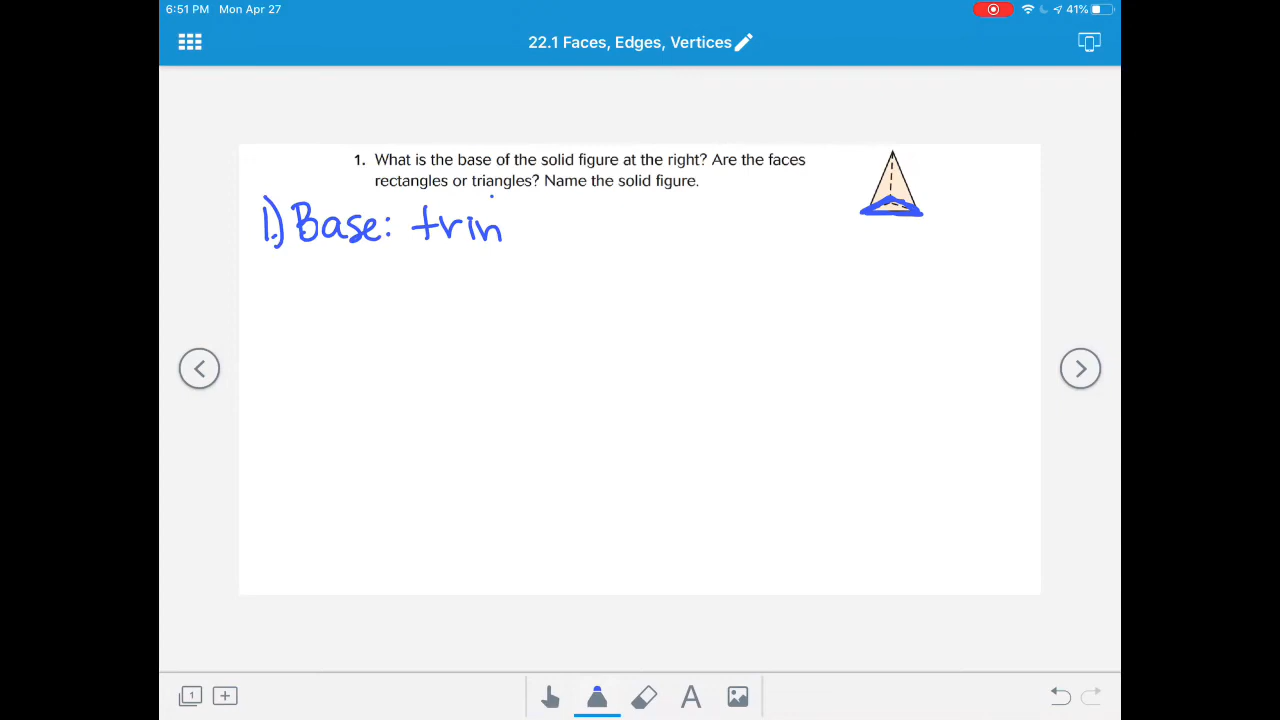 6:51 PM Mon Apr 27
41%
22.1 Faces, Edges, Vertices
1. What is the base of the solid figure at the right? Are the faces
rectangles or triangles? Name the solid figure.
1.) Base: trin
1
A